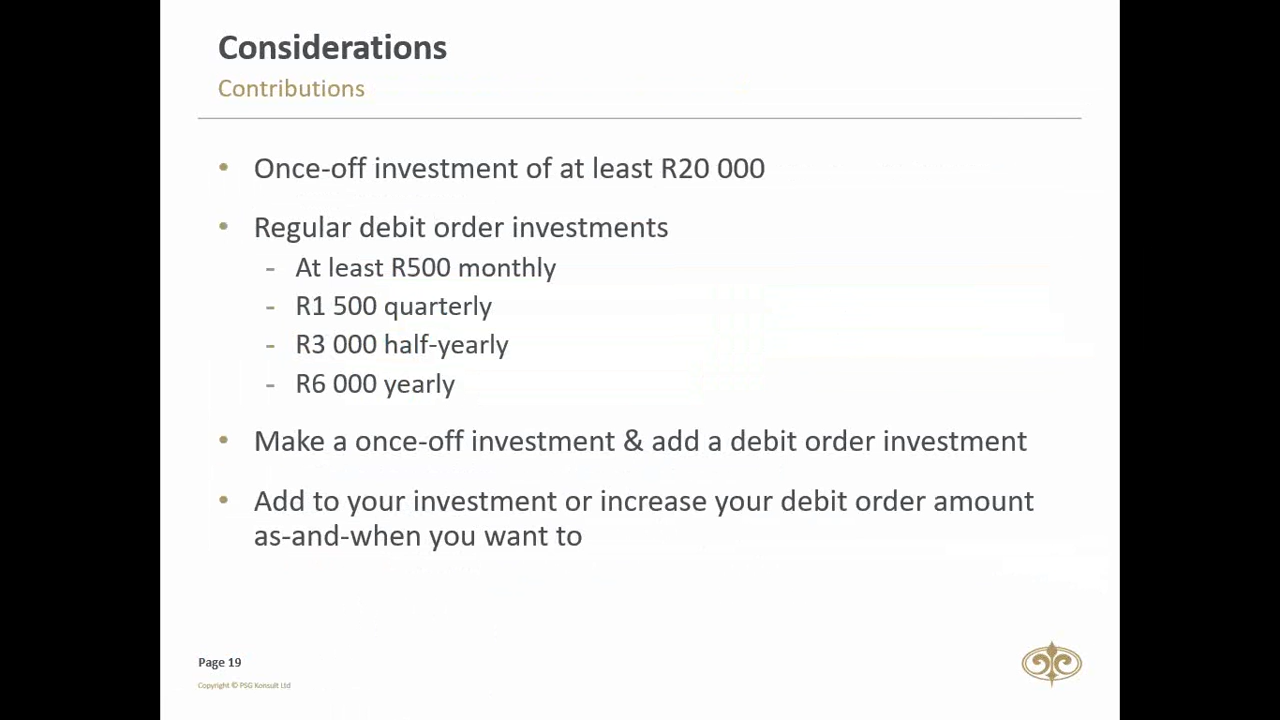 Considerations
Contributions
• Once-off investment of at least R20 000
• Regular debit order investments
- At least R500 monthly
- R1 500 quarterly
- R3 000 half-yearly
- R6 000 yearly
• Make a once-off investment & add a debit order investment
• Add to your investment or increase your debit order amount
as-and-when you want to
Page 19
Copyright © PSG Konsult Ltd